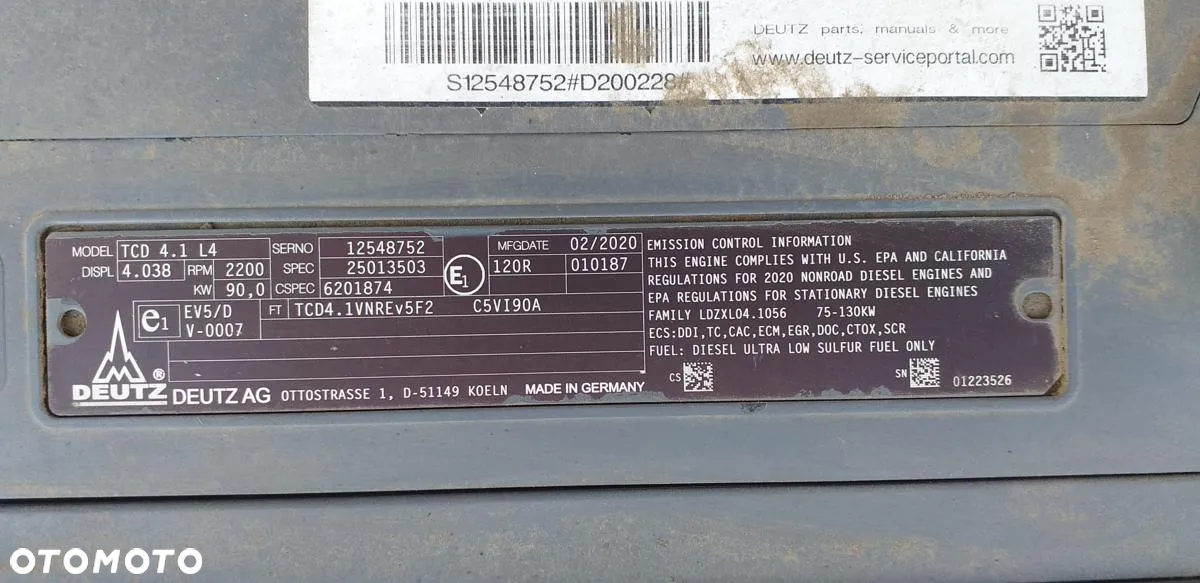 DEUTZ parts, manuals & more
www.deutz-serviceportal.com
S12548752#D200228#
MODEL TCD 4.1 L4 SERNO 12548752 MFGDATE 02/2020
DISPL 4.038 RPM 2200 SPEC 25013503 E1 120R 010187
KW 90,0 CSPEC 6201874
e1 EV5/D FT TCD4.1VNREv5F2 C5VI90A
V-0007
DEUTZ ®
DEUTZ AG OTTOSTRASSE 1, D-51149 KOELN MADE IN GERMANY
EMISSION CONTROL INFORMATION
THIS ENGINE COMPLIES WITH U.S. EPA AND CALIFORNIA
REGULATIONS FOR 2020 NONROAD DIESEL ENGINES AND
EPA REGULATIONS FOR STATIONARY DIESEL ENGINES
FAMILY LDZXL04.1056 75-130KW
ECS:DDI,TC,CAC,ECM,EGR,DOC,CTOX,SCR
FUEL: DIESEL ULTRA LOW SULFUR FUEL ONLY
CS SN 01223526
OTOMOTO